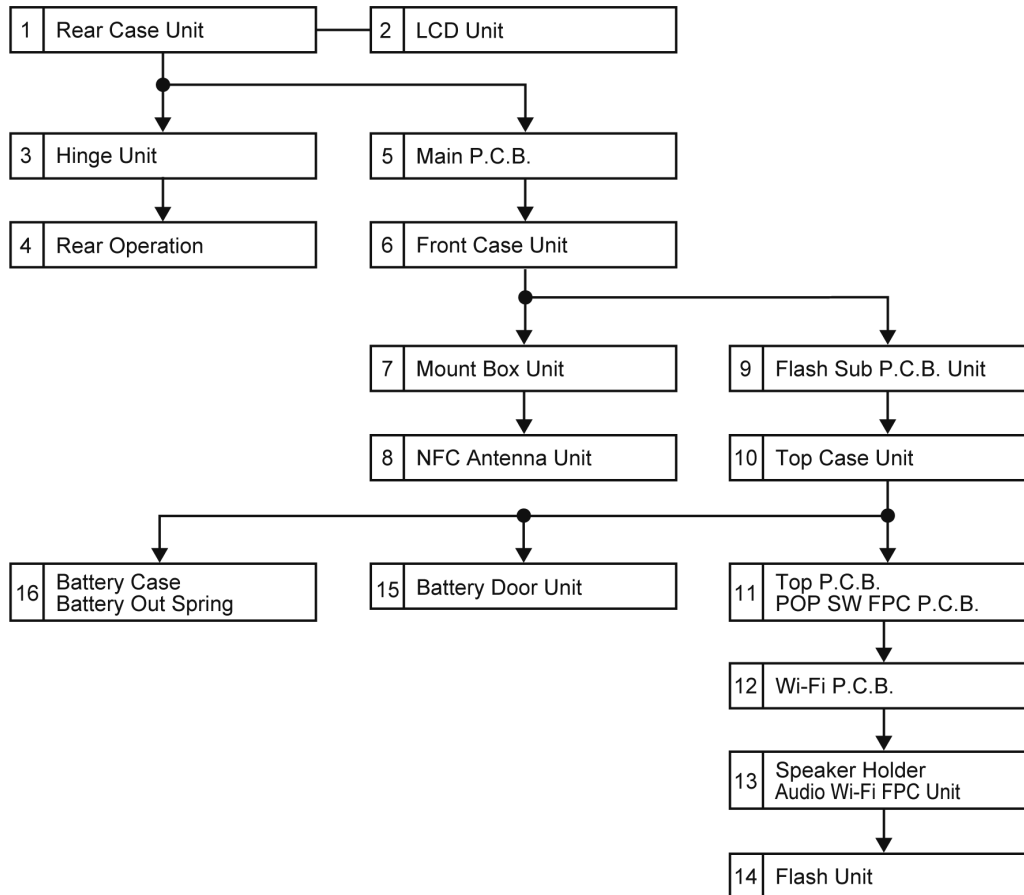 1 Rear Case Unit
2 LCD Unit
3 Hinge Unit
5 Main P.C.B.
4 Rear Operation
6 Front Case Unit
7 Mount Box Unit
9 Flash Sub P.C.B. Unit
8 NFC Antenna Unit
10 Top Case Unit
16 Battery Case
Battery Out Spring
15 Battery Door Unit
11 Top P.C.B.
POP SW FPC P.C.B.
12 Wi-Fi P.C.B.
13 Speaker Holder
Audio Wi-Fi FPC Unit
14 Flash Unit